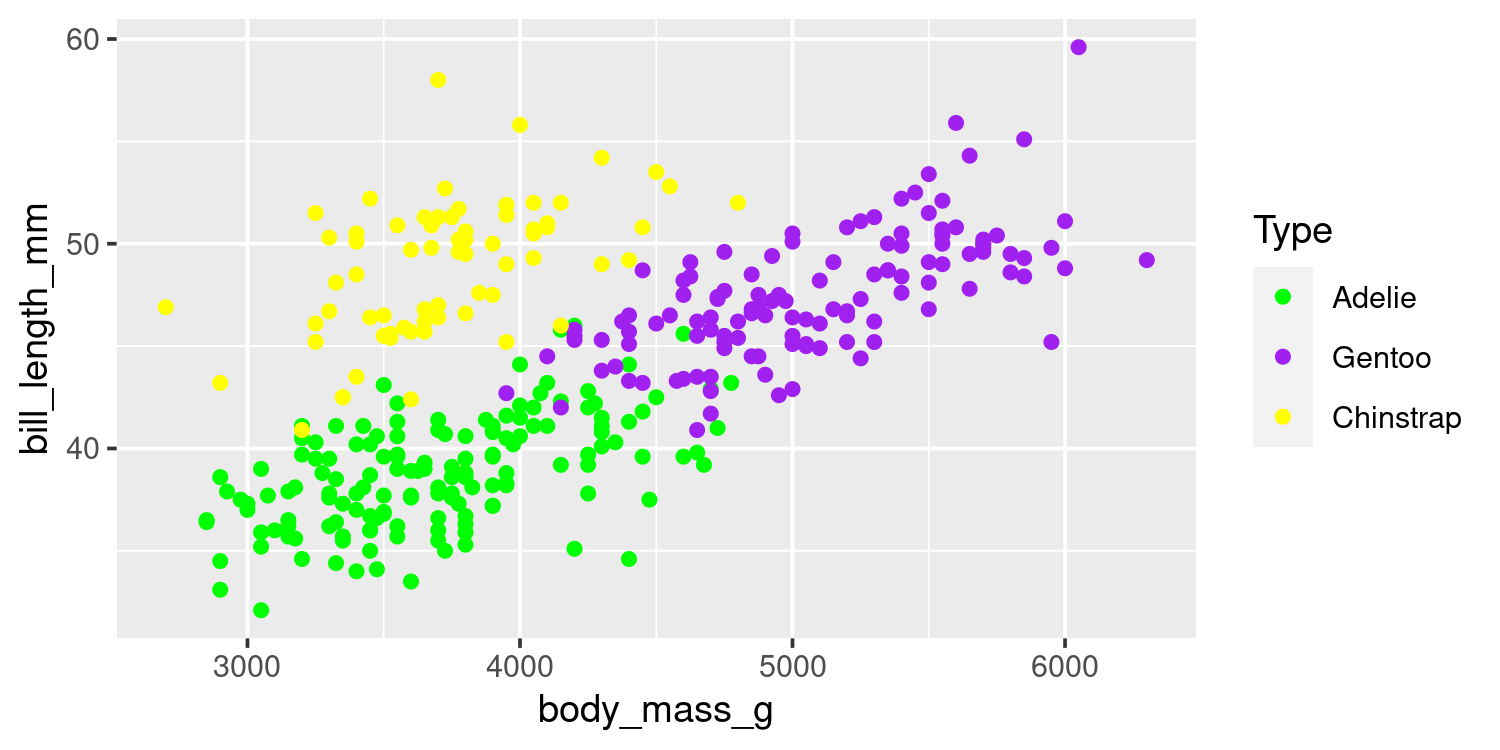 60
50
40
bill_length_mm
3000 4000 5000 6000
body_mass_g
Type
Adelie
Gentoo
Chinstrap